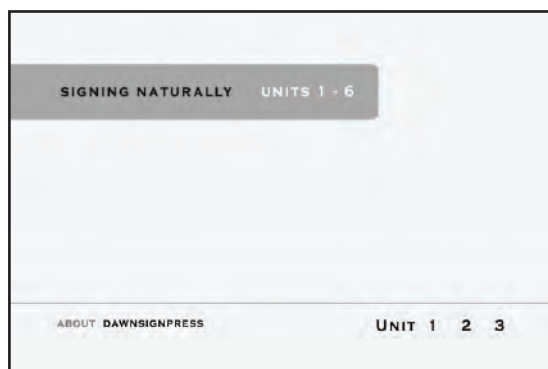 SIGNING NATURALLY UNITS 1 - 6
ABOUT DAWNSIGNPRESS UNIT 1 2 3